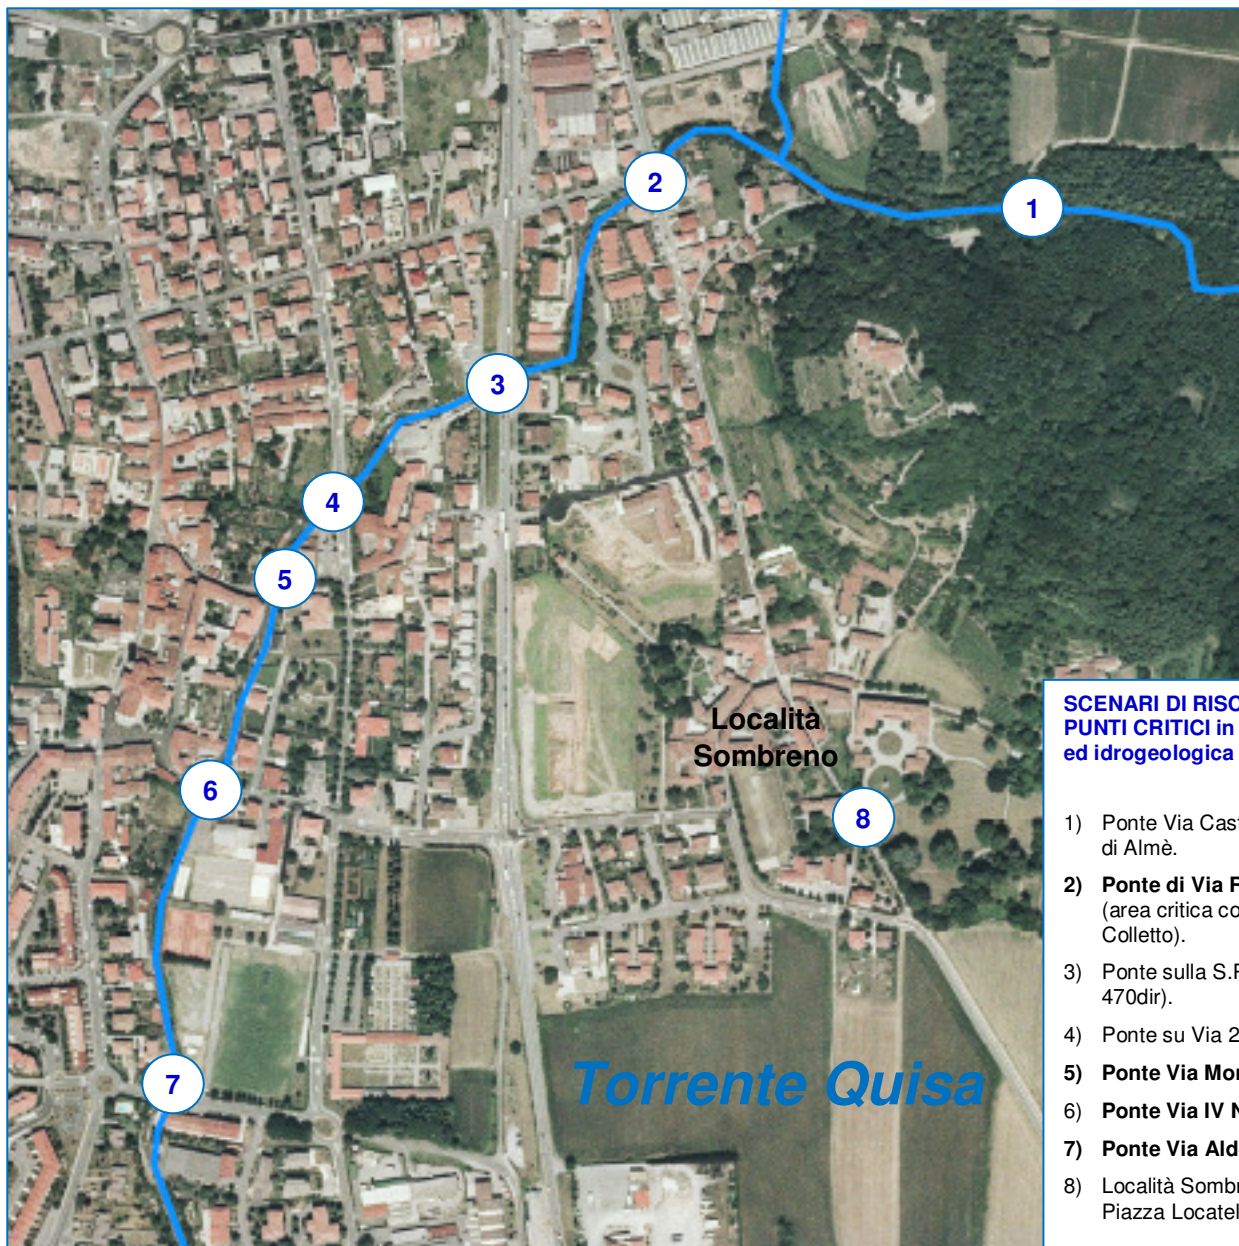 2
1
3
4
5
Località
Sombreno
6
8
7
Torrente Quisa
SCENARI DI RISC
PUNTI CRITICI in
ed idrogeologica
1) Ponte Via Cast
di Almè.
2) Ponte di Via F
(area critica co
Colletto).
3) Ponte sulla S.P
470dir).
4) Ponte su Via 2
5) Ponte Via Mor
6) Ponte Via IV N
7) Ponte Via Ald
8) Località Sombr
Piazza Locatel